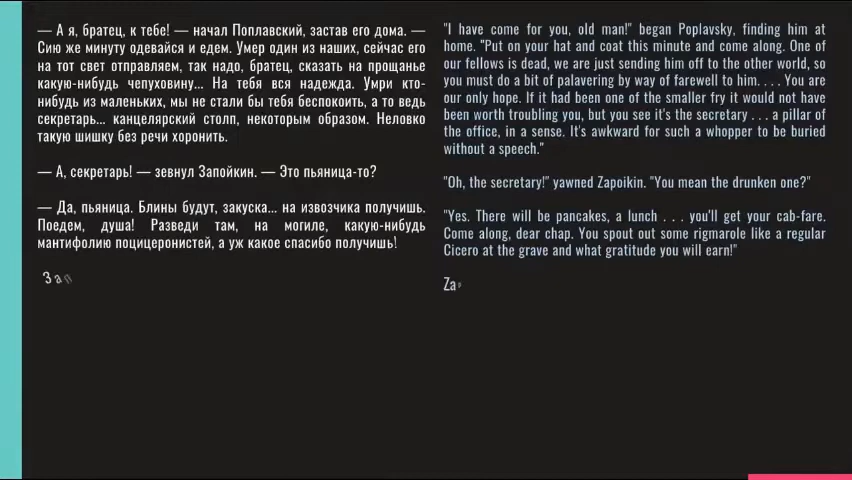 — А я, братец, к тебе! — начал Поплавский, застав его дома. —
Сию же минуту одевайся и едем. Умер один из наших, сейчас его
на тот свет отправляем, так надо, братец, сказать на прощанье
какую-нибудь чепуховину... На тебя вся надежда. Умри кто-
нибудь из маленьких, мы не стали бы тебя беспокоить, а то ведь
секретарь... канцелярский столп, некоторым образом. Неловко
такую шишку без речи хоронить.
— А, секретарь! — зевнул Запойкин. — Это пьяница-то?
— Да, пьяница. Блины будут, закуска... на извозчика получишь.
Поедем, душа! Разведи там, на могиле, какую-нибудь
мантифолию поцицеронистей, а уж какое спасибо получишь!
Зап
"I have come for you, old man!" began Poplavsky, finding him at
home. "Put on your hat and coat this minute and come along. One of
our fellows is dead, we are just sending him off to the other world, so
you must do a bit of palavering by way of farewell to him. . . . You are
our only hope. If it had been one of the smaller fry it would not have
been worth troubling you, but you see it's the secretary . . . a pillar of
the office, in a sense. It's awkward for such a whopper to be buried
without a speech."
"Oh, the secretary!" yawned Zapoikin. "You mean the drunken one?"
"Yes. There will be pancakes, a lunch . . . you'll get your cab-fare.
Come along, dear chap. You spout out some rigmarole like a regular
Cicero at the grave and what gratitude you will earn!"
Za